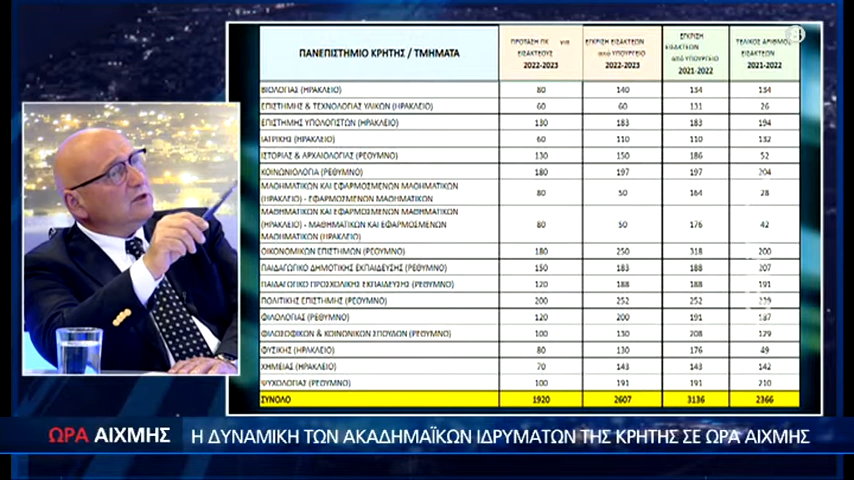 ΠΑΝΕΠΙΣΤΗΜΙΟ ΚΡΗΤΗΣ / ΤΜΗΜΑΤΑ
ΠΡΟΤΑΣΗ ΠΚ για
ΕΙΣΑΚΤΕΟΥΣ
2022-2023
ΕΓΚΡΙΣΗ ΕΙΣΑΚΤΕΩΝ
από ΥΠΟΥΡΓΕΙΟ
2022-2023
ΕΓΚΡΙΣΗ
ΕΙΣΑΚΤΕΩΝ
από ΥΠΟΥΡΓΕΙΟ
2021-2022
ΤΕΛΙΚΟΣ ΑΡΙΘΜΟΣ
ΕΙΣΑΚΤΕΩΝ
2021-2022
ΒΙΟΛΟΓΙΑΣ (ΗΡΑΚΛΕΙΟ) 80 140 134 134
ΕΠΙΣΤΗΜΗΣ & ΤΕΧΝΟΛΟΓΙΑΣ ΥΛΙΚΩΝ (ΗΡΑΚΛΕΙΟ) 60 60 131 26
ΕΠΙΣΤΗΜΗΣ ΥΠΟΛΟΓΙΣΤΩΝ (ΗΡΑΚΛΕΙΟ) 130 183 183 194
ΙΑΤΡΙΚΗΣ (ΗΡΑΚΛΕΙΟ) 60 110 110 132
ΙΣΤΟΡΙΑΣ & ΑΡΧΑΙΟΛΟΓΙΑΣ (ΡΕΘΥΜΝΟ) 130 150 186 52
ΚΟΙΝΩΝΙΟΛΟΓΙΑ (ΡΕΘΥΜΝΟ) 180 197 197 204
ΜΑΘΗΜΑΤΙΚΩΝ ΚΑΙ ΕΦΑΡΜΟΣΜΕΝΩΝ ΜΑΘΗΜΑΤΙΚΩΝ
(ΗΡΑΚΛΕΙΟ) - ΕΦΑΡΜΟΣΜΕΝΩΝ ΜΑΘΗΜΑΤΙΚΩΝ 80 50 164 28
ΜΑΘΗΜΑΤΙΚΩΝ ΚΑΙ ΕΦΑΡΜΟΣΜΕΝΩΝ ΜΑΘΗΜΑΤΙΚΩΝ
(ΗΡΑΚΛΕΙΟ) - ΜΑΘΗΜΑΤΙΚΩΝ ΚΑΙ ΕΦΑΡΜΟΣΜΕΝΩΝ
ΜΑΘΗΜΑΤΙΚΩΝ (ΗΡΑΚΛΕΙΟ) 80 50 176 42
ΟΙΚΟΝΟΜΙΚΩΝ ΕΠΙΣΤΗΜΩΝ (ΡΕΘΥΜΝΟ) 180 250 318 200
ΠΑΙΔΑΓΩΓΙΚΟ ΔΗΜΟΤΙΚΗΣ ΕΚΠΑΙΔΕΥΣΗΣ (ΡΕΘΥΜΝΟ) 150 183 188 207
ΠΑΙΔΑΓΩΓΙΚΟ ΠΡΟΣΧΟΛΙΚΗΣ ΕΚΠΑΙΔΕΥΣΗΣ (ΡΕΘΥΜΝΟ) 120 188 188 191
ΠΟΛΙΤΙΚΗΣ ΕΠΙΣΤΗΜΗΣ (ΡΕΘΥΜΝΟ) 200 252 252 239
ΦΙΛΟΛΟΓΙΑΣ (ΡΕΘΥΜΝΟ) 120 200 191 187
ΦΙΛΟΣΟΦΙΚΩΝ & ΚΟΙΝΩΝΙΚΩΝ ΣΠΟΥΔΩΝ (ΡΕΘΥΜΝΟ) 100 130 208 129
ΦΥΣΙΚΗΣ (ΗΡΑΚΛΕΙΟ) 80 130 176 49
ΧΗΜΕΙΑΣ (ΗΡΑΚΛΕΙΟ) 70 143 143 142
ΨΥΧΟΛΟΓΙΑΣ (ΡΕΘΥΜΝΟ) 100 191 191 210
ΣΥΝΟΛΟ 1920 2607 3136 2366
ΩΡΑ ΑΙΧΜΗΣ Η ΔΥΝΑΜΙΚΗ ΤΩΝ ΑΚΑΔΗΜΑΪΚΩΝ ΙΔΡΥΜΑΤΩΝ ΤΗΣ ΚΡΗΤΗΣ ΣΕ ΩΡΑ ΑΙΧΜΗΣ